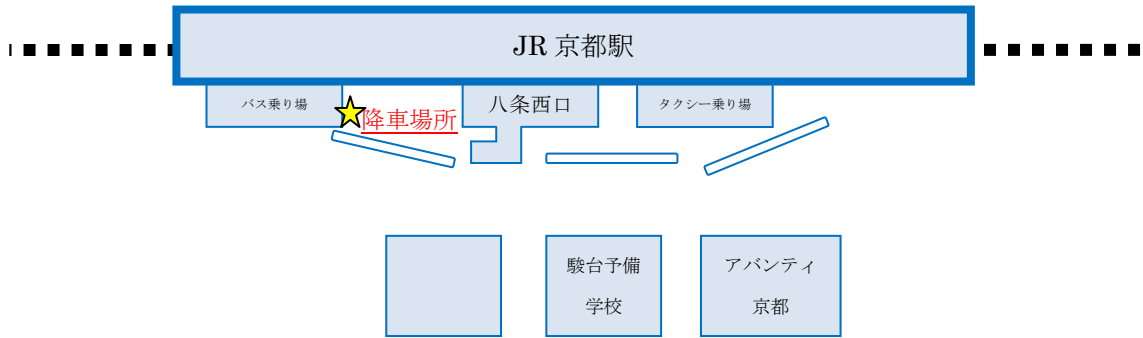 JR 京都駅
バス乗り場
降車場所
八条西口
タクシー乗り場
駿台予備
学校
アバンティ
京都